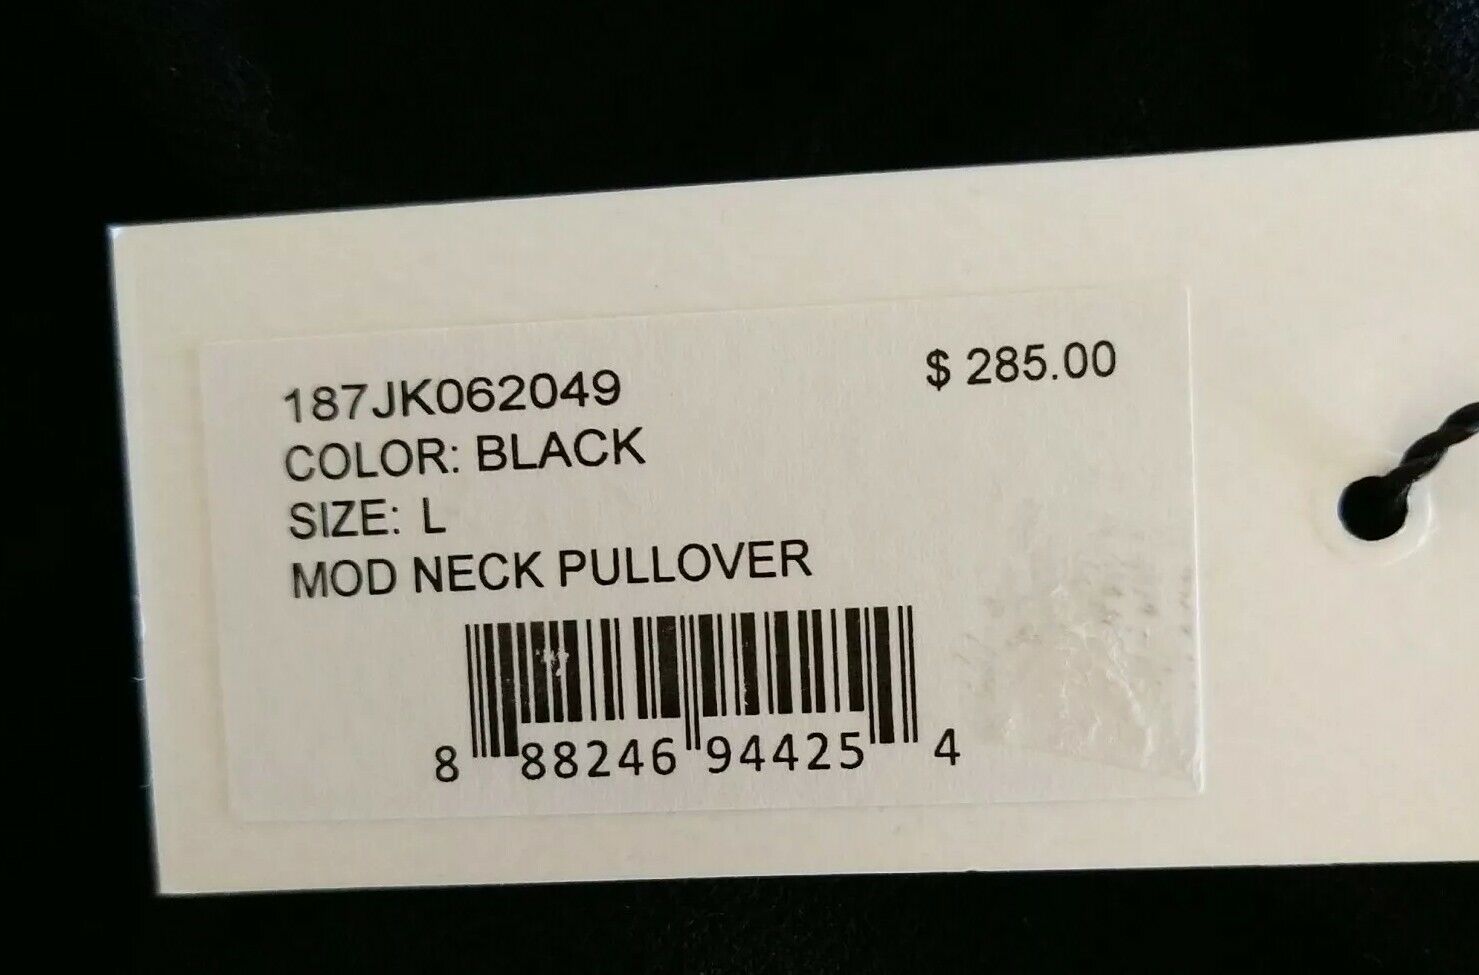 187JK062049 $ 285.00
COLOR: BLACK
SIZE: L
MOD NECK PULLOVER
8 88246 94425 4